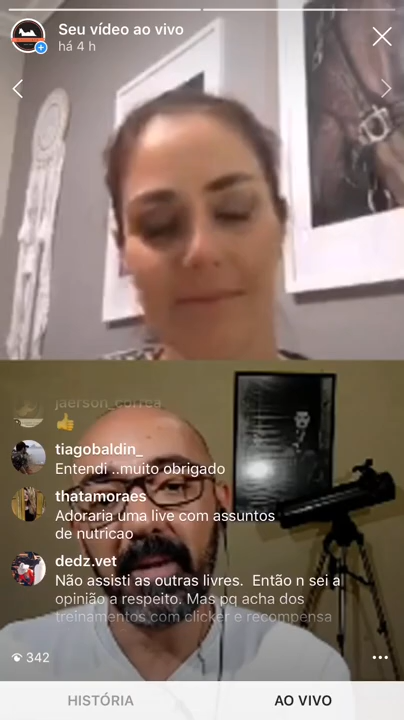 Seu vídeo ao vivo
há 4 h
jaerson_correa
👍
tiagobaldin_
Entendi ..muito obrigado
thatamoraes
Adoraria uma live com assuntos
de nutricao
dedz.vet
Não assisti as outras livres.  Então n sei a
opinião a respeito. Mas pq acha dos
treinamentos com clicker e recompensa
342
HISTÓRIA
AO VIVO